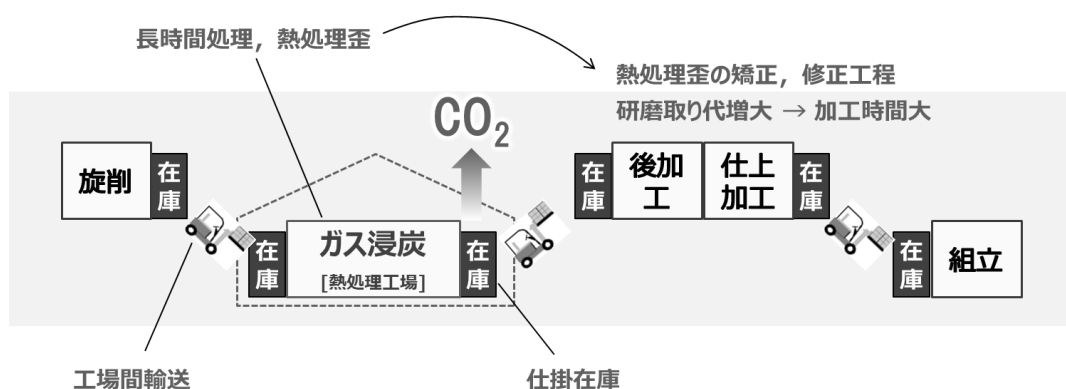 長時間処理，熱処理歪
熱処理歪の矯正，修正工程
研磨取り代増大 → 加工時間大
CO2
旋削
在庫
在庫
ガス浸炭
[熱処理工場]
在庫
在庫
後加工
仕上加工
在庫
在庫
組立
工場間輸送
仕掛在庫